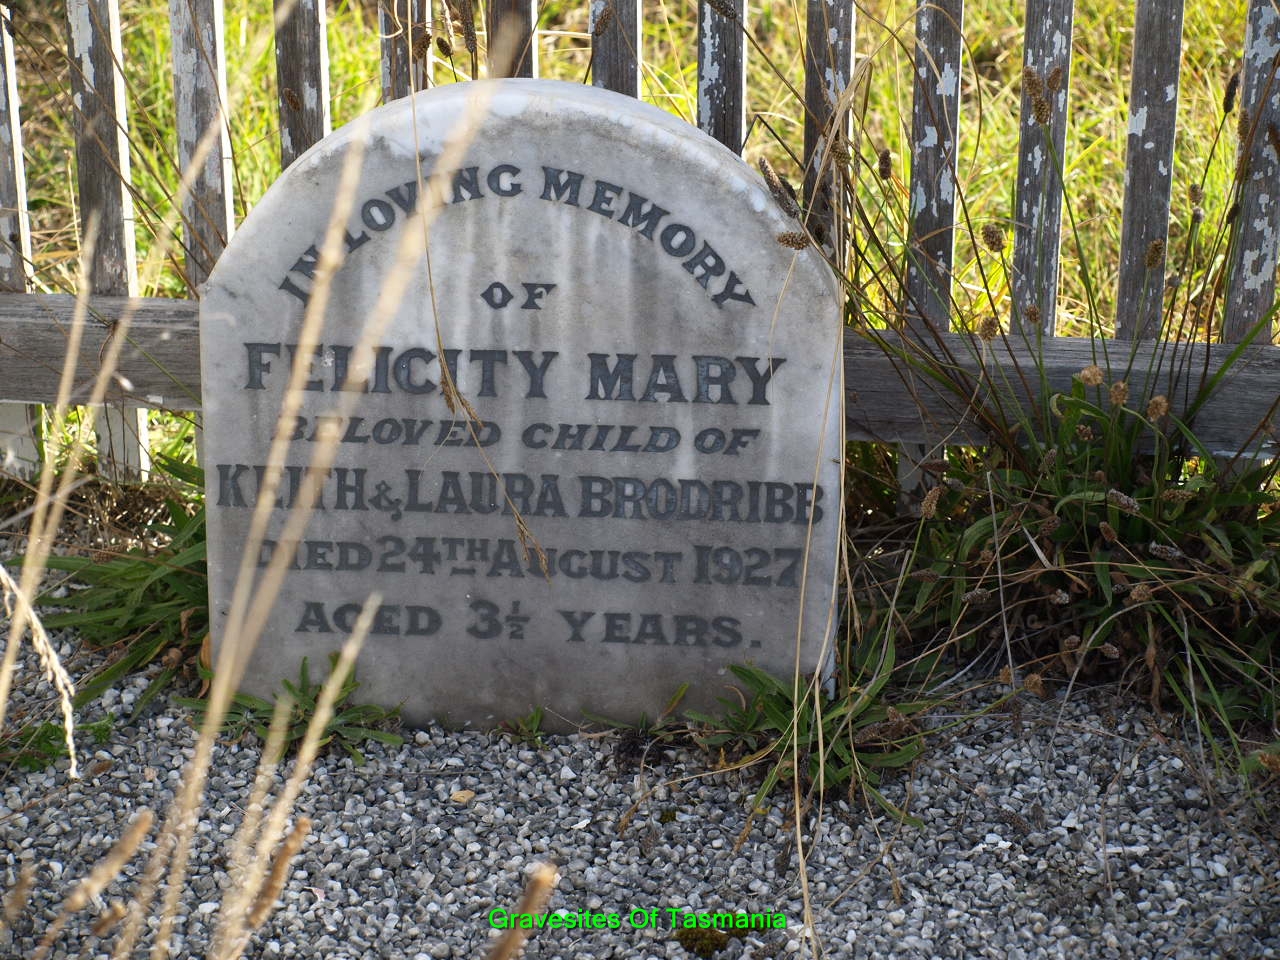 IN LOVING MEMORY
OF
FELICITY MARY
BELOVED CHILD OF
KEITH & LAURA BRODRIBB
DIED 24TH AUGUST 1927
AGED 3½ YEARS.
Gravesites Of Tasmania